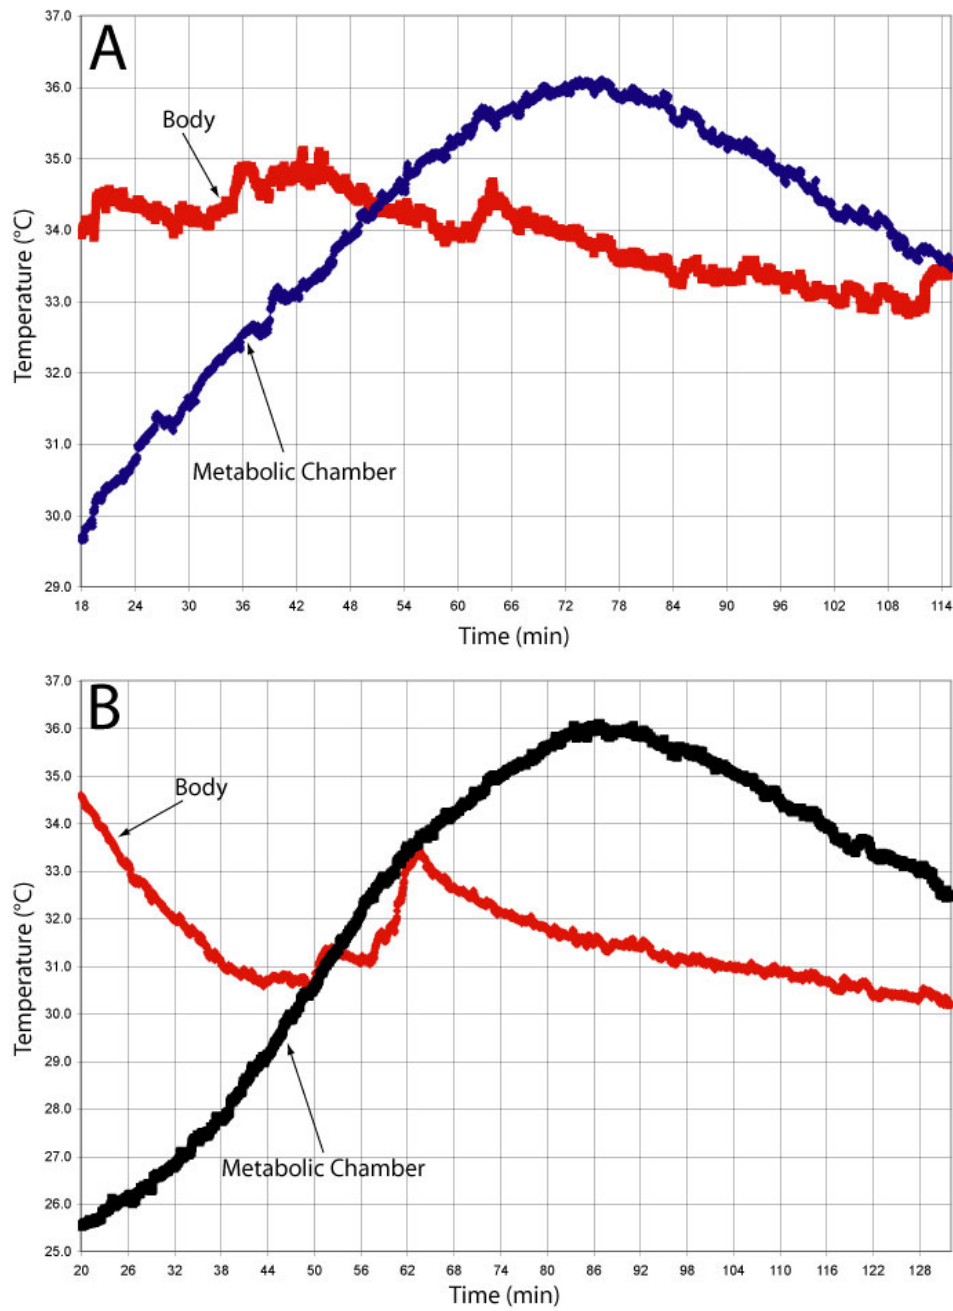 A
37.0
36.0
35.0
34.0
33.0
32.0
31.0
30.0
29.0
Temperature (°C)
Body
Metabolic Chamber
18 24 30 36 42 48 54 60 66 72 78 84 90 96 102 108 114
Time (min)
B
37.0
36.0
35.0
34.0
33.0
32.0
31.0
30.0
29.0
28.0
27.0
26.0
25.0
Temperature (°C)
Body
Metabolic Chamber
20 26 32 38 44 50 56 62 68 74 80 86 92 98 104 110 116 122 128
Time (min)